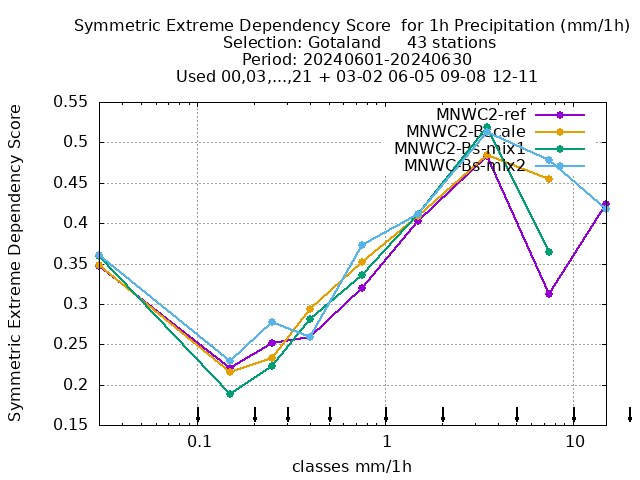 Symmetric Extreme Dependency Score  for 1h Precipitation (mm/1h)
Selection: Gotaland     43 stations
Period: 20240601-20240630
Used 00,03,...,21 + 03-02 06-05 09-08 12-11
Symmetric Extreme Dependency Score
0.55
0.5
0.45
0.4
0.35
0.3
0.25
0.2
0.15
MNWC2-ref
MNWC2-Bscale
MNWC2-Bs-mix1
MNWC-Bs-mix2
0.1
1
10
classes mm/1h